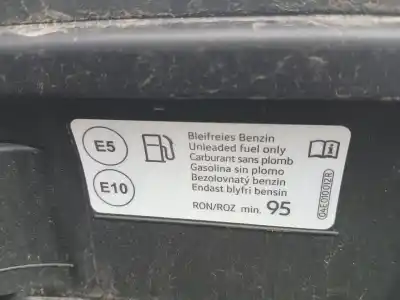 E5
E10
Bleifreies Benzin
Unleaded fuel only
Carburant sans plomb
Gasolina sin plomo
Bezolovnatý benzin
Endast blyfri bensin
RON/ROZ min. 95